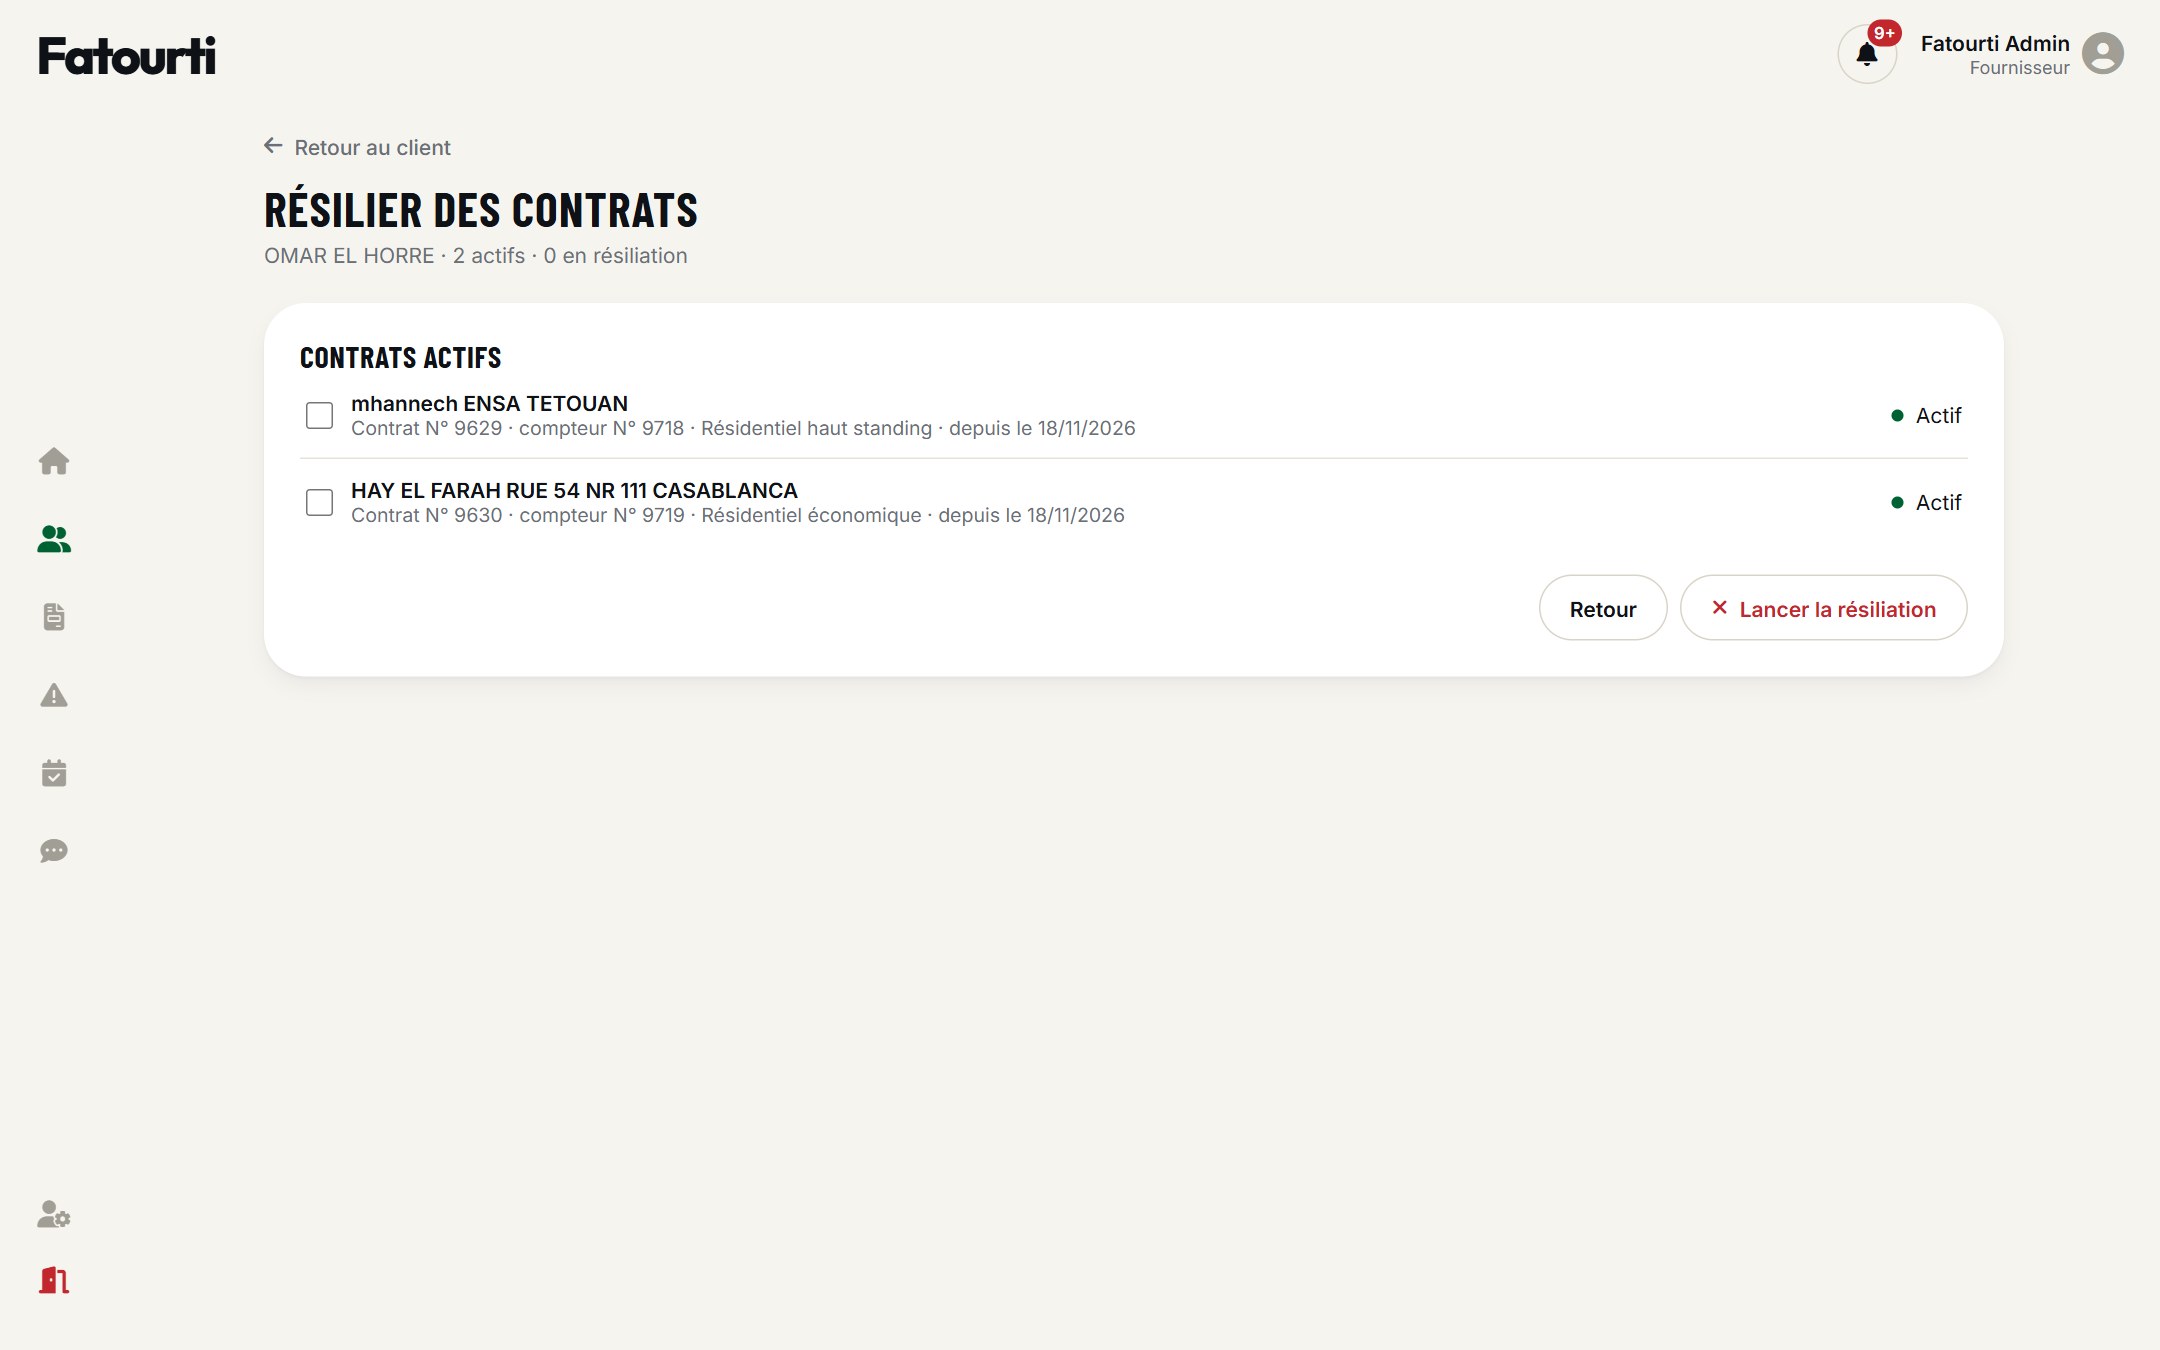 Fatourti
9+
Fatourti Admin
Fournisseur
Retour au client
RÉSILIER DES CONTRATS
OMAR EL HORRE · 2 actifs · 0 en résiliation
CONTRATS ACTIFS
mhannech ENSA TETOUAN
Contrat N° 9629 · compteur N° 9718 · Résidentiel haut standing · depuis le 18/11/2026
Actif
HAY EL FARAH RUE 54 NR 111 CASABLANCA
Contrat N° 9630 · compteur N° 9719 · Résidentiel économique · depuis le 18/11/2026
Actif
Retour
Lancer la résiliation